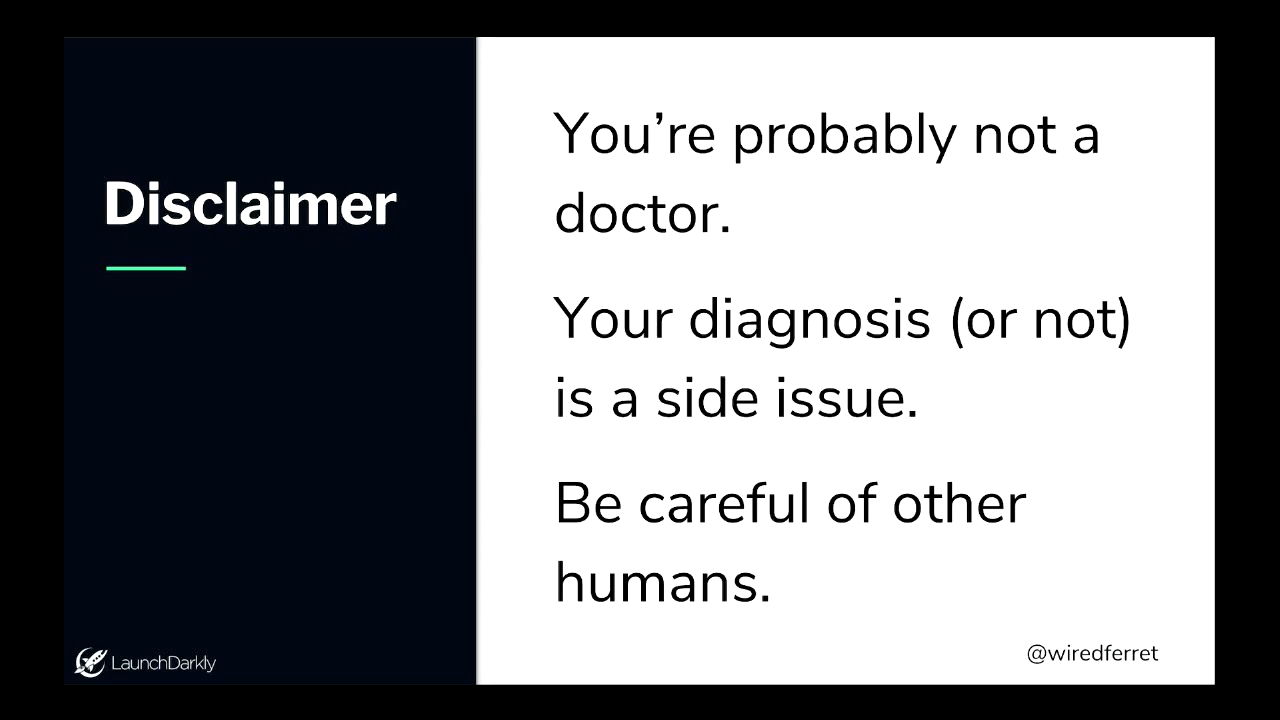 Disclaimer
You’re probably not a
doctor.
Your diagnosis (or not)
is a side issue.
Be careful of other
humans.
LaunchDarkly
@wiredferret